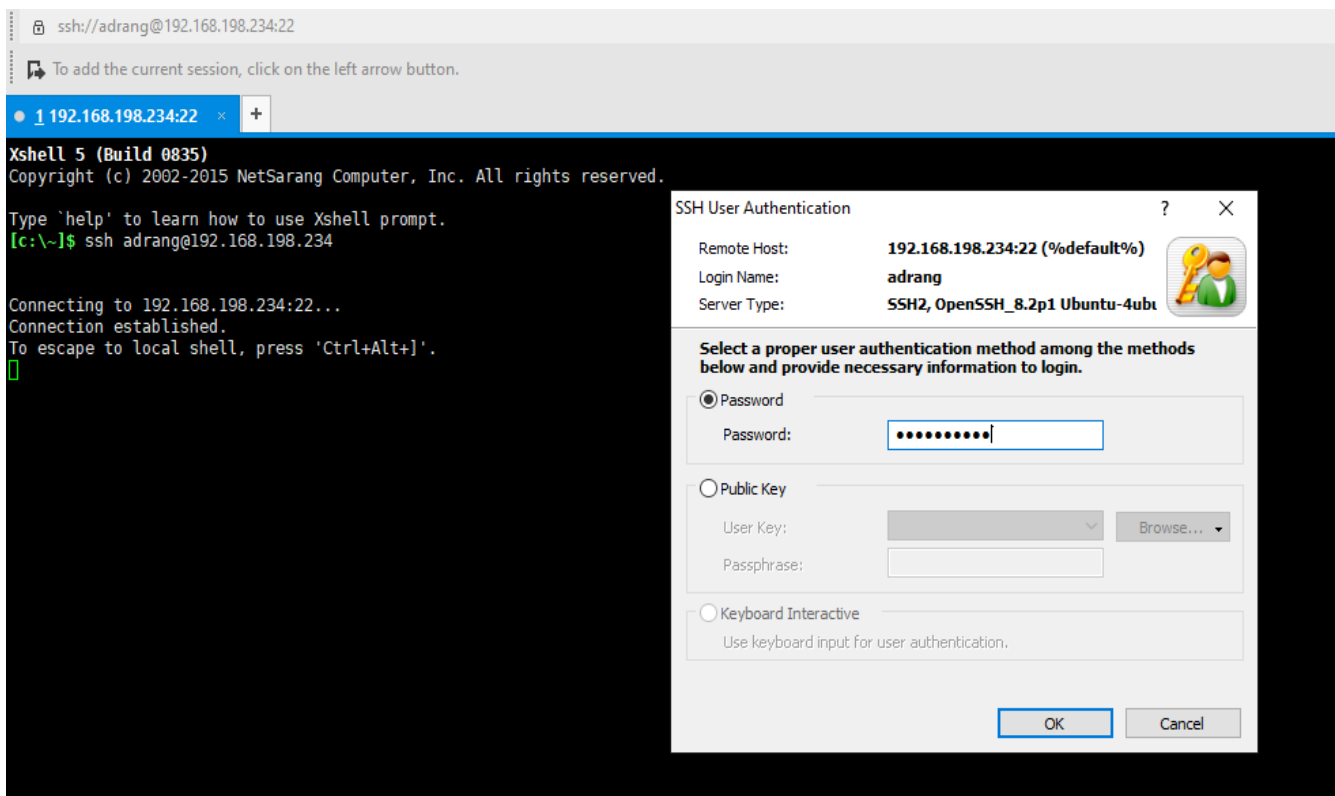 ssh://adrang@192.168.198.234:22
To add the current session, click on the left arrow button.
1 192.168.198.234:22 × +
Xshell 5 (Build 0835)
Copyright (c) 2002-2015 NetSarang Computer, Inc. All rights reserved.
Type `help' to learn how to use Xshell prompt.
[c:\~]$ ssh adrang@192.168.198.234
Connecting to 192.168.198.234:22...
Connection established.
To escape to local shell, press 'Ctrl+Alt+]'.
SSH User Authentication ? ×
Remote Host: 192.168.198.234:22 (%default%)
Login Name: adrang
Server Type: SSH2, OpenSSH_8.2p1 Ubuntu-4ubu
Select a proper user authentication method among the methods
below and provide necessary information to login.
Password
Password: ••••••••••
Public Key
User Key: Browse...
Passphrase:
Keyboard Interactive
Use keyboard input for user authentication.
OK Cancel